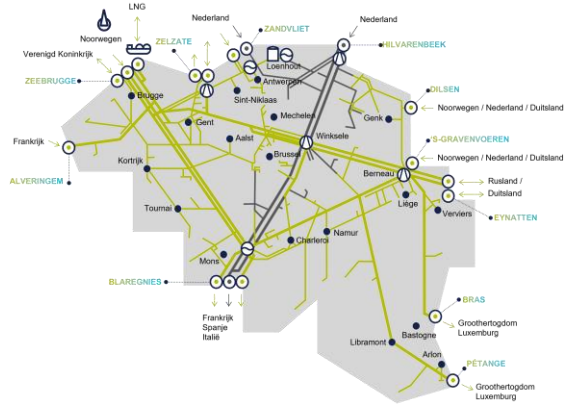 LNG
Noorwegen
Nederland
Nederland
ZELZATE
ZANDVLIET
HILVARENBEEK
Verenigd Koninkrijk
Loenhout
ZEEBRUGGE
Antwerpen
DILSEN
Brugge
Sint-Niklaas
Noorwegen / Nederland / Duitsland
Mechelen
Genk
Gent
Frankrijk
Aalst
Winksele
'S-GRAVENVOEREN
Brussel
Noorwegen / Nederland / Duitsland
Kortrijk
Berneau
ALVERINGEM
Rusland /
Duitsland
Liége
Tournai
Verviers
EYNATTEN
Namur
Charleroi
Mons
BLAREGNIES
BRAS
Frankrijk
Spanje
Italië
Groothertogdom
Luxemburg
Bastogne
Libramont
Arlon
PÉTANGE
Groothertogdom
Luxemburg